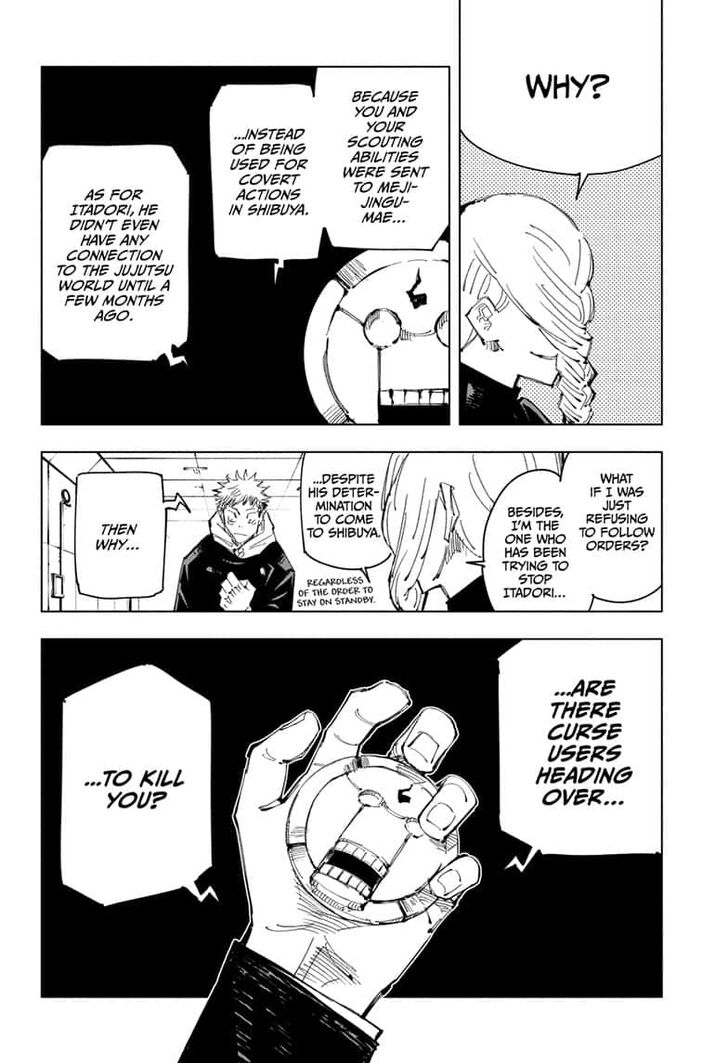 WHY?
BECAUSE
YOU AND
YOUR
SCOUTING
ABILITIES
WERE SENT
TO MEJI-
JINGU-
MAE...
...INSTEAD
OF BEING
USED FOR
COVERT
ACTIONS
IN SHIBUYA.
AS FOR
ITADORI, HE
DIDN'T EVEN
HAVE ANY
CONNECTION
TO THE JUJUTSU
WORLD UNTIL A
FEW MONTHS
AGO.
WHAT
IF I WAS
JUST
REFUSING
TO FOLLOW
ORDERS?
BESIDES,
I'M THE
ONE WHO
HAS BEEN
TRYING TO
STOP
ITADORI...
...DESPITE
HIS DETER-
MINATION
TO COME
TO SHIBUYA.
REGARDLESS
OF THE ORDER TO
STAY ON STANDBY.
THEN
WHY...
...ARE
THERE
CURSE
USERS
HEADING
OVER...
...TO KILL
YOU?